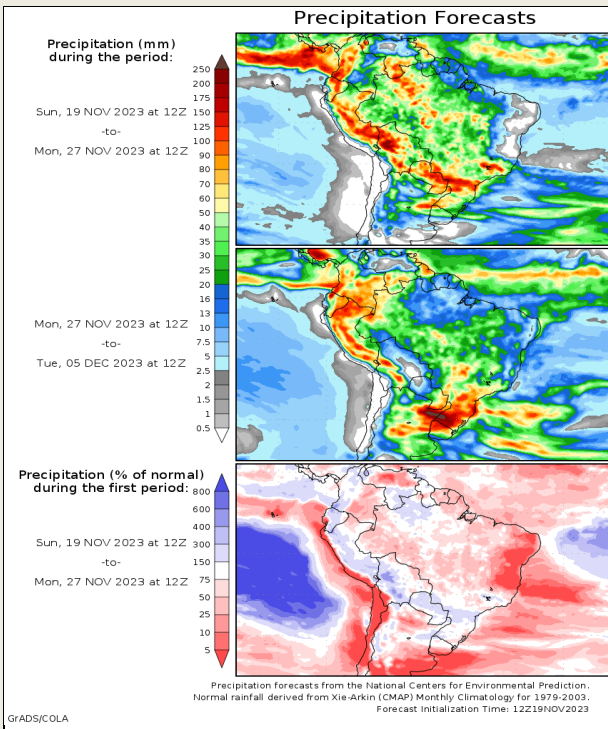 Precipitation Forecasts
Precipitation (mm)
during the period:
Sun, 19 NOV 2023 at 12Z
-to-
Mon, 27 NOV 2023 at 12Z
250
200
175
150
125
100
90
80
70
60
50
40
35
30
25
20
16
13
10
7.5
5
2.5
2
1.5
1
0.5
Mon, 27 NOV 2023 at 12Z
-to-
Tue, 05 DEC 2023 at 12Z
Precipitation (% of normal)
during the first period:
800
600
400
300
150
75
50
25
10
5
Sun, 19 NOV 2023 at 12Z
-to-
Mon, 27 NOV 2023 at 12Z
Precipitation forecasts from the National Centers for Environmental Prediction.
Normal rainfall derived from Xie-Arkin (CMAP) Monthly Climatology for 1979-2003.
Forecast Initialization Time: 12Z19NOV2023
GrADS/COLA